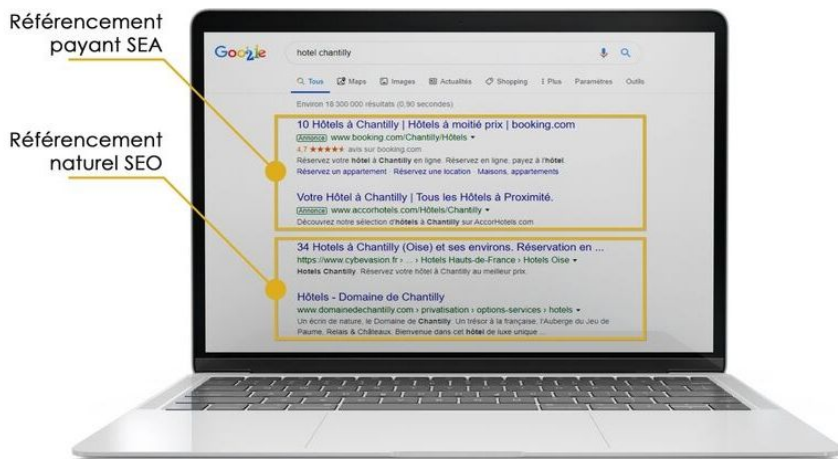 Référencement
payant SEA
Référencement
naturel SEO
Goo2le
hotel chantilly
Tous Maps Images Actualités Shopping Plus Paramètres Outils
Environ 16 300 000 résultats (0,90 secondes)
10 Hôtels à Chantilly | Hôtels à moitié prix | booking.com
Annonce www.booking.com/Chantilly/Hôtels
4,7 ★★★★★ avis sur booking.com
Réservez votre hôtel à Chantilly en ligne. Réservez en ligne, payez à l'hôtel.
Réservez un appartement · Réservez une location · Maisons, appartements
Votre Hôtel à Chantilly | Tous les Hôtels à Proximité.
Annonce www.accorhotels.com/Hôtels/Chantilly
Découvrez notre sélection d'hôtels à Chantilly sur AccorHotels.com
34 Hotels à Chantilly (Oise) et ses environs. Réservation en ...
https://www.cybevasion.fr › ... › Hotels Hauts-de-France › Hotels Oise
Hotels Chantilly. Réservez votre hôtel à Chantilly au meilleur prix.
Hôtels - Domaine de Chantilly
www.domainedechantilly.com › privatisation › options-services › hotels
Un écrin de nature, le Domaine de Chantilly. Un trésor à la française, l'Auberge du Jeu de
Paume, Relais & Châteaux. Bienvenue dans cet hôtel de luxe unique ...